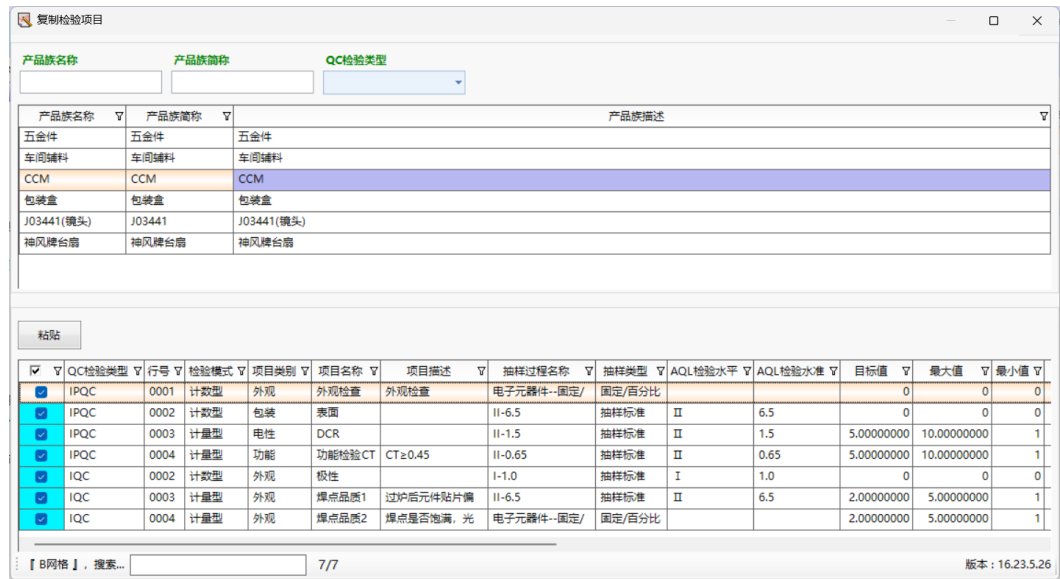 复制检验项目
产品族名称 产品族简称 QC检验类型
产品族名称 产品族简称 产品族描述
五金件 五金件 五金件
车间辅料 车间辅料 车间辅料
CCM CCM CCM
包装盒 包装盒 包装盒
J03441(镜头) J03441 J03441(镜头)
神风牌台扇 神风牌台扇 神风牌台扇
粘贴
QC检验类型 行号 检验模式 项目类别 项目名称 项目描述 抽样过程名称 抽样类型 AQL检验水平 AQL检验水准 目标值 最大值 最小值
IPQC 0001 计数型 外观 外观检查 外观检查 电子元器件--固定/ 固定/百分比 0 0 0
IPQC 0002 计数型 包装 表面 II-6.5 抽样标准 II 6.5 0 0 0
IPQC 0003 计量型 电性 DCR II-1.5 抽样标准 II 1.5 5.00000000 10.00000000 1
IPQC 0004 计量型 功能 功能检验CT CT≥0.45 II-0.65 抽样标准 II 0.65 5.00000000 10.00000000 1
IQC 0002 计数型 外观 极性 I-1.0 抽样标准 I 1.0 0 0 0
IQC 0003 计量型 外观 焊点品质1 过炉后元件贴片偏 II-6.5 抽样标准 II 6.5 2.00000000 5.00000000 1
IQC 0004 计量型 外观 焊点品质2 焊点是否饱满，光 电子元器件--固定/ 固定/百分比 2.00000000 5.00000000 1
『 B网格 』, 搜索... 7/7 版本：16.23.5.26